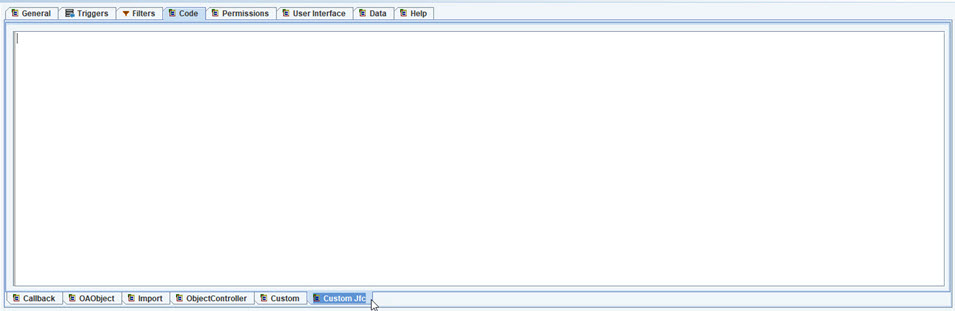 General Triggers Filters Code Permissions User Interface Data Help
Callback OAObject Import ObjectController Custom Custom Jfc